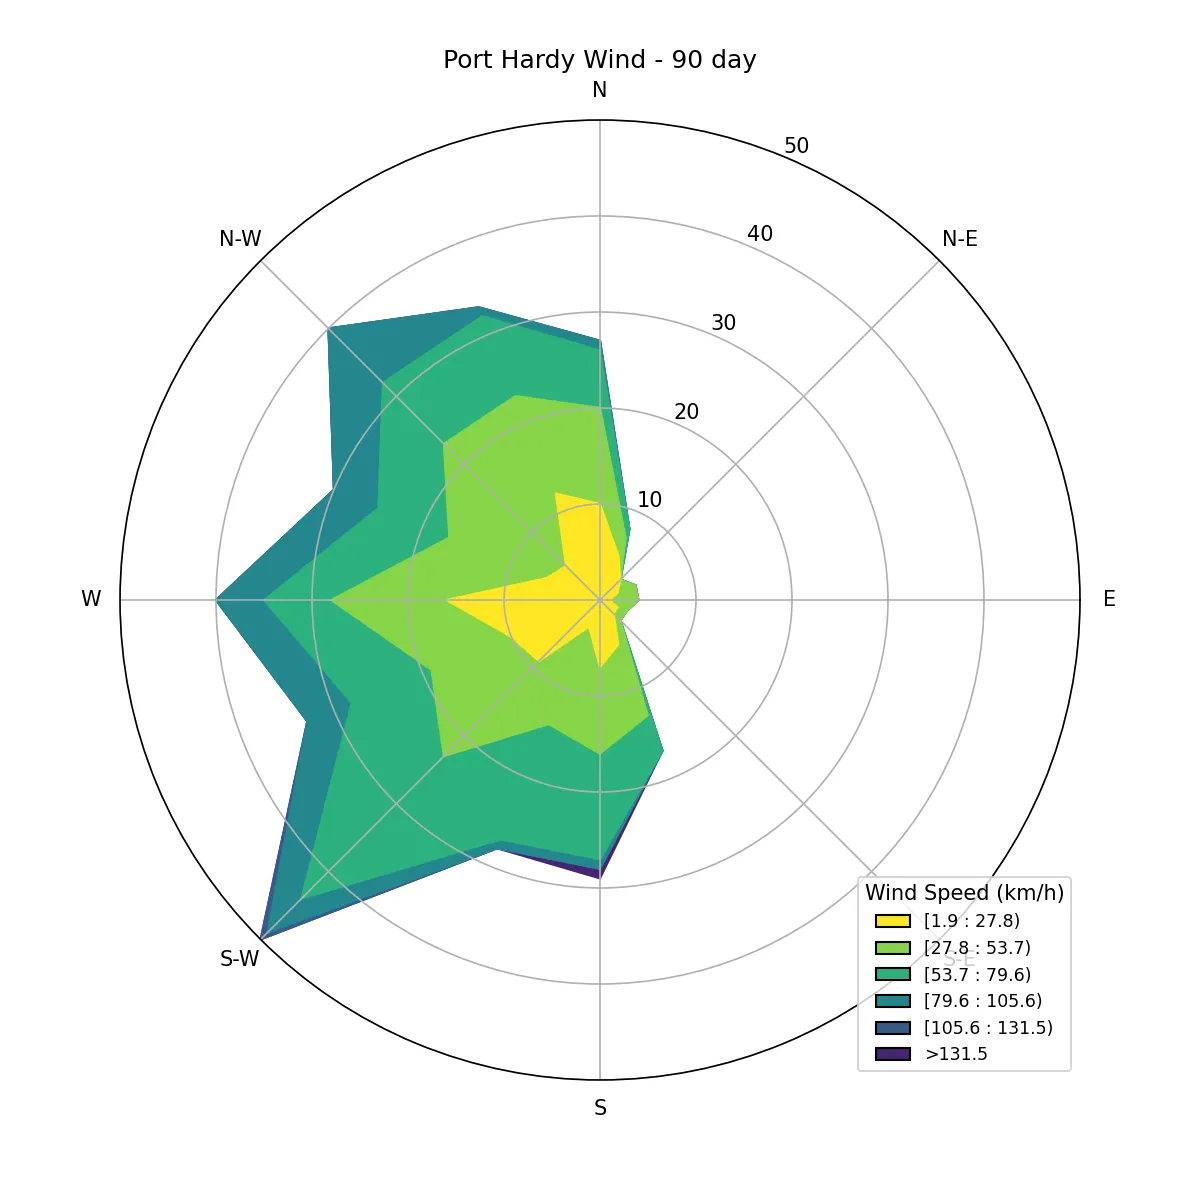 Port Hardy Wind - 90 day
N
50
N-W
N-E
40
30
20
10
W
E
S-W
S-E
Wind Speed (km/h)
[1.9 : 27.8)
[27.8 : 53.7)
[53.7 : 79.6)
[79.6 : 105.6)
[105.6 : 131.5)
>131.5
S